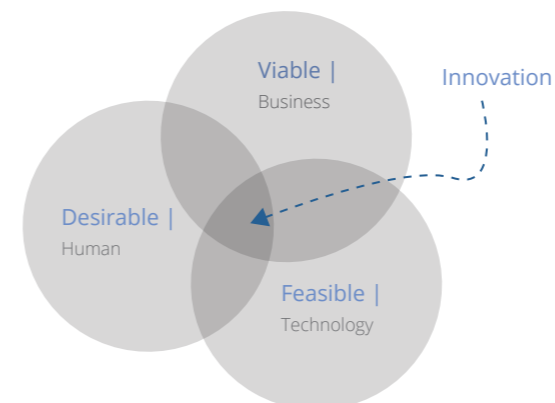 Viable |
Business
Innovation
Desirable |
Human
Feasible |
Technology